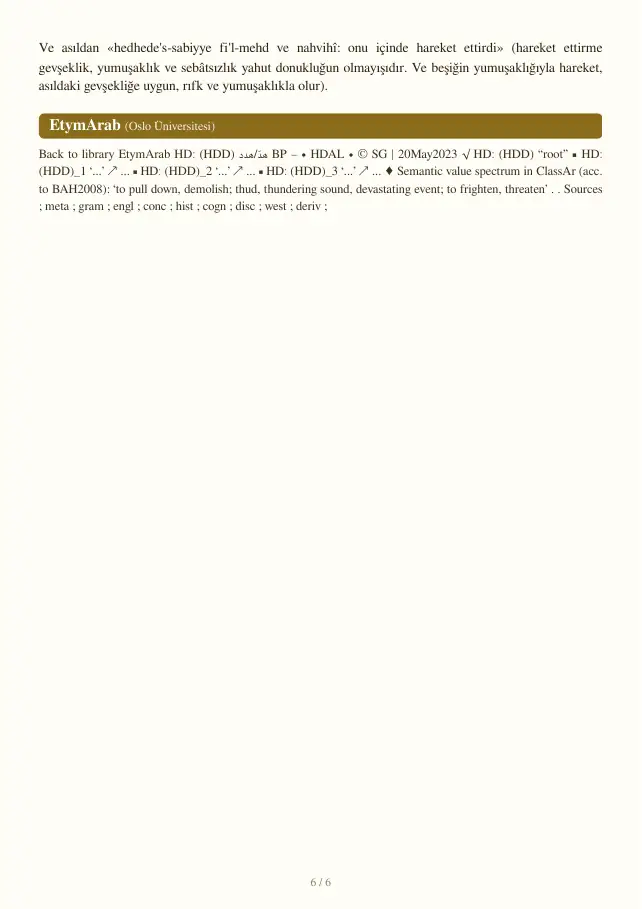 Ve asıldan «hedhede's-sabiyye fi'l-mehd ve nahvihî: onu içinde hareket ettirdi» (hareket ettirme
gevşeklik, yumuşaklık ve sebâtsızlık yahut donukluğun olmayışıdır. Ve beşiğin yumuşaklığıyla hareket,
asıldaki gevşekliğe uygun, rıfk ve yumuşaklıkla olur).
EtymArab (Oslo Üniversitesi)
Back to library EtymArab HD: (HDD) هدّ/هدد BP – • HDAL • © SG | 20May2023 √ HD: (HDD) “root” ▪ HD:
(HDD)_1 ‘...’ ↗ ... ▪ HD: (HDD)_2 ‘...’ ↗ ... ▪ HD: (HDD)_3 ‘...’ ↗ ... ♦ Semantic value spectrum in ClassAr (acc.
to BAH2008): ‘to pull down, demolish; thud, thundering sound, devastating event; to frighten, threaten’ . . Sources
; meta ; gram ; engl ; conc ; hist ; cogn ; disc ; west ; deriv ;
6 / 6